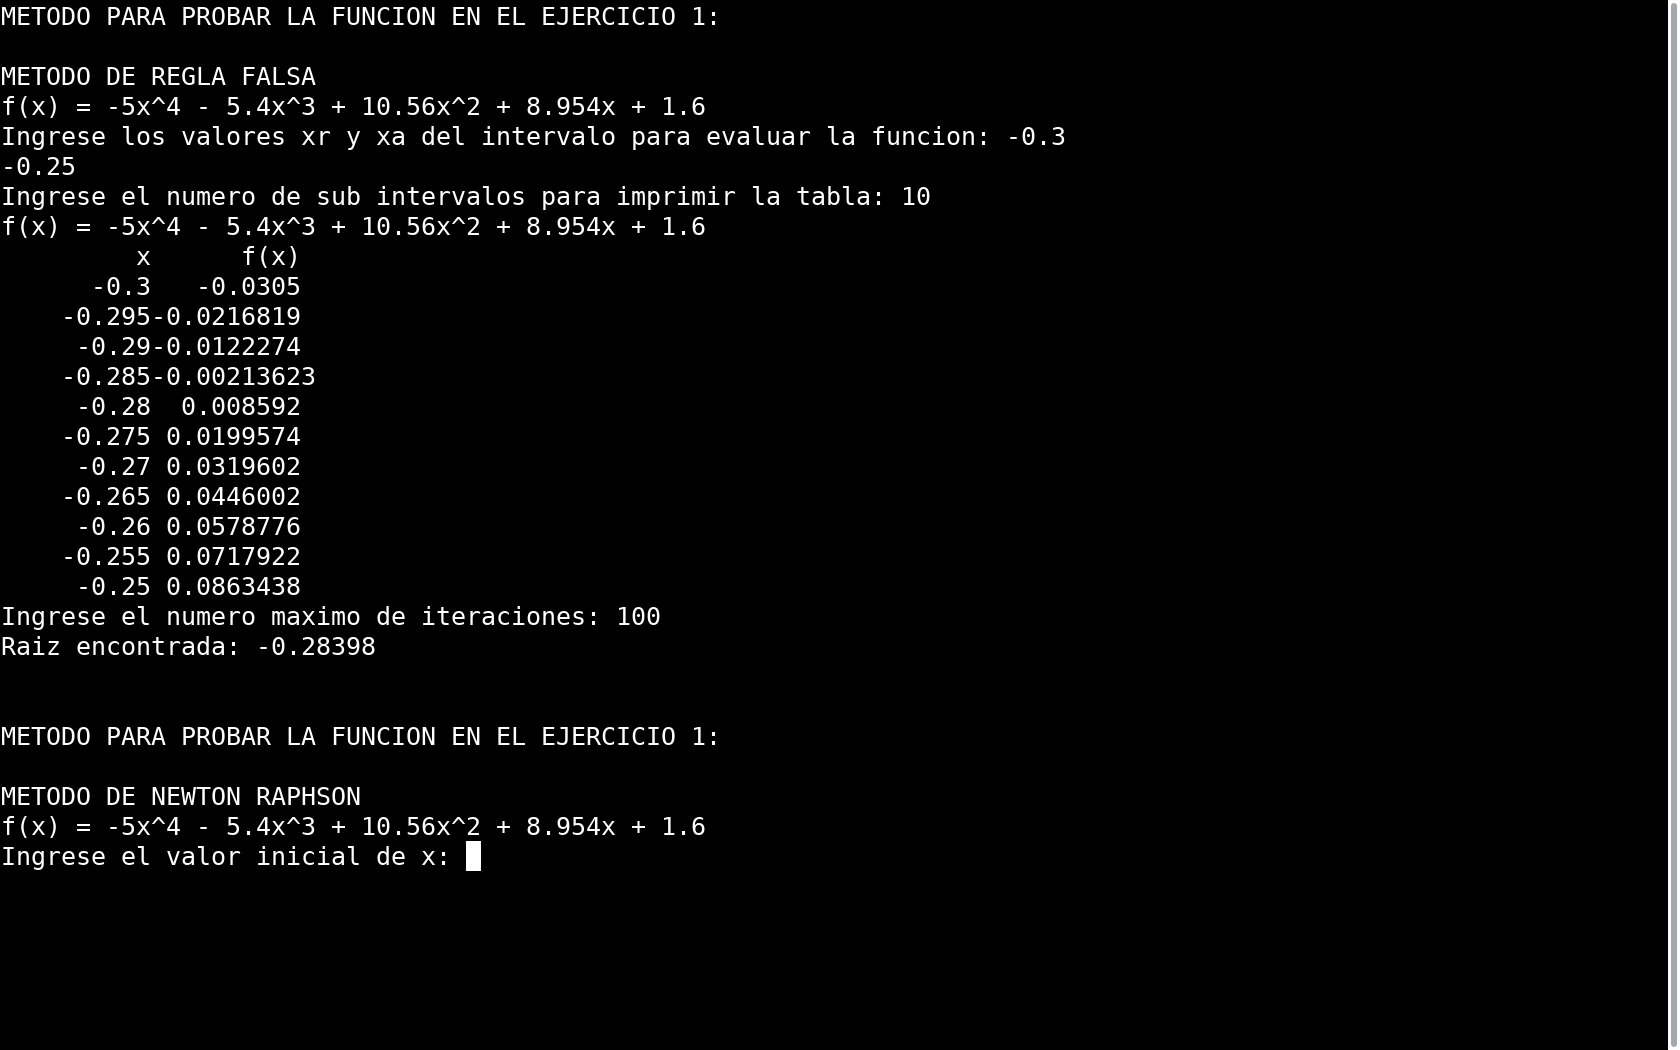 METODO PARA PROBAR LA FUNCION EN EL EJERCICIO 1:
METODO DE REGLA FALSA
f(x) = -5x^4 - 5.4x^3 + 10.56x^2 + 8.954x + 1.6
Ingrese los valores xr y xa del intervalo para evaluar la funcion: -0.3
-0.25
Ingrese el numero de sub intervalos para imprimir la tabla: 10
f(x) = -5x^4 - 5.4x^3 + 10.56x^2 + 8.954x + 1.6
         x      f(x)
      -0.3   -0.0305
    -0.295-0.0216819
     -0.29-0.0122274
    -0.285-0.00213623
     -0.28  0.008592
    -0.275 0.0199574
     -0.27 0.0319602
    -0.265 0.0446002
     -0.26 0.0578776
    -0.255 0.0717922
     -0.25 0.0863438
Ingrese el numero maximo de iteraciones: 100
Raiz encontrada: -0.28398
METODO PARA PROBAR LA FUNCION EN EL EJERCICIO 1:
METODO DE NEWTON RAPHSON
f(x) = -5x^4 - 5.4x^3 + 10.56x^2 + 8.954x + 1.6
Ingrese el valor inicial de x: